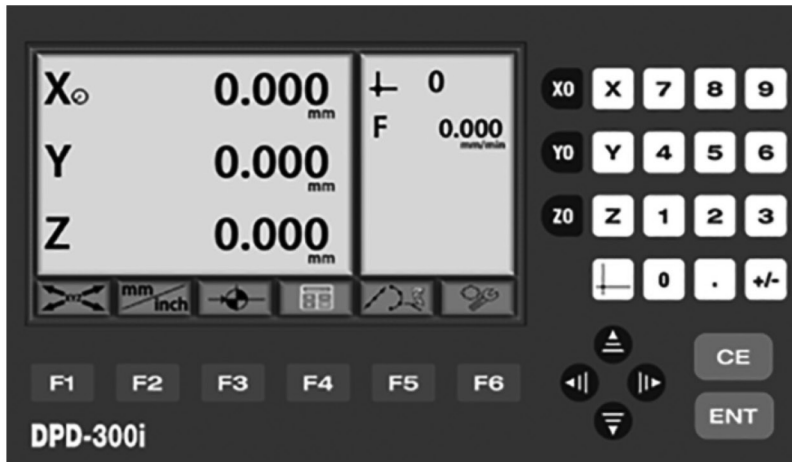 X 0.000 mm
Y 0.000 mm
Z 0.000 mm
0
F 0.000 mm/min
XYZ mm inch
X0 X 7 8 9
Y0 Y 4 5 6
Z0 Z 1 2 3
0 . +/-
F1 F2 F3 F4 F5 F6
CE
ENT
DPD-300i